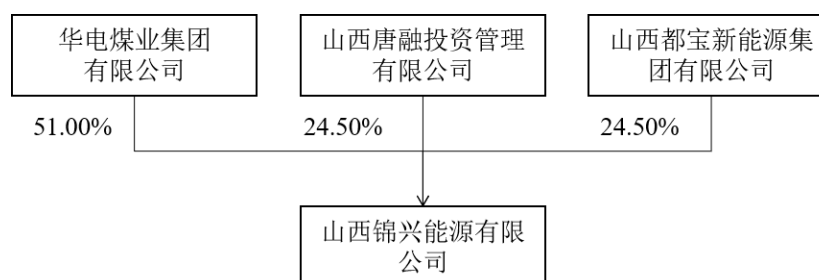 华电煤业集团
有限公司
山西唐融投资管理
有限公司
山西都宝新能源集
团有限公司
51.00%
24.50%
24.50%
山西锦兴能源有限
公司